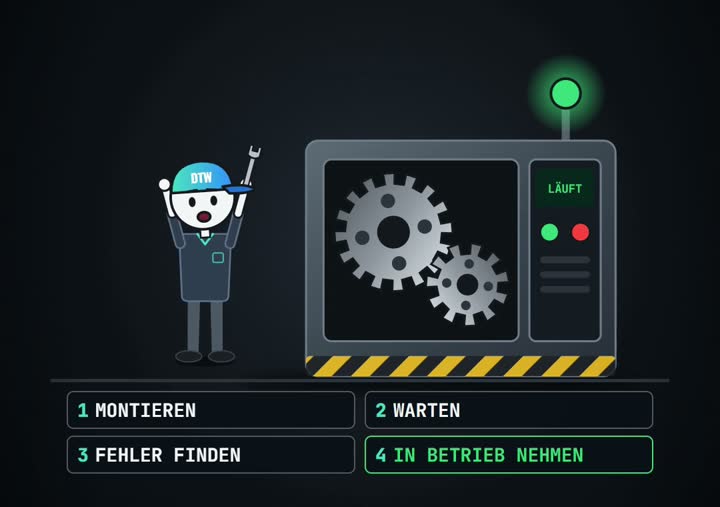 DTW
LÄUFT
1 MONTIEREN
2 WARTEN
3 FEHLER FINDEN
4 IN BETRIEB NEHMEN